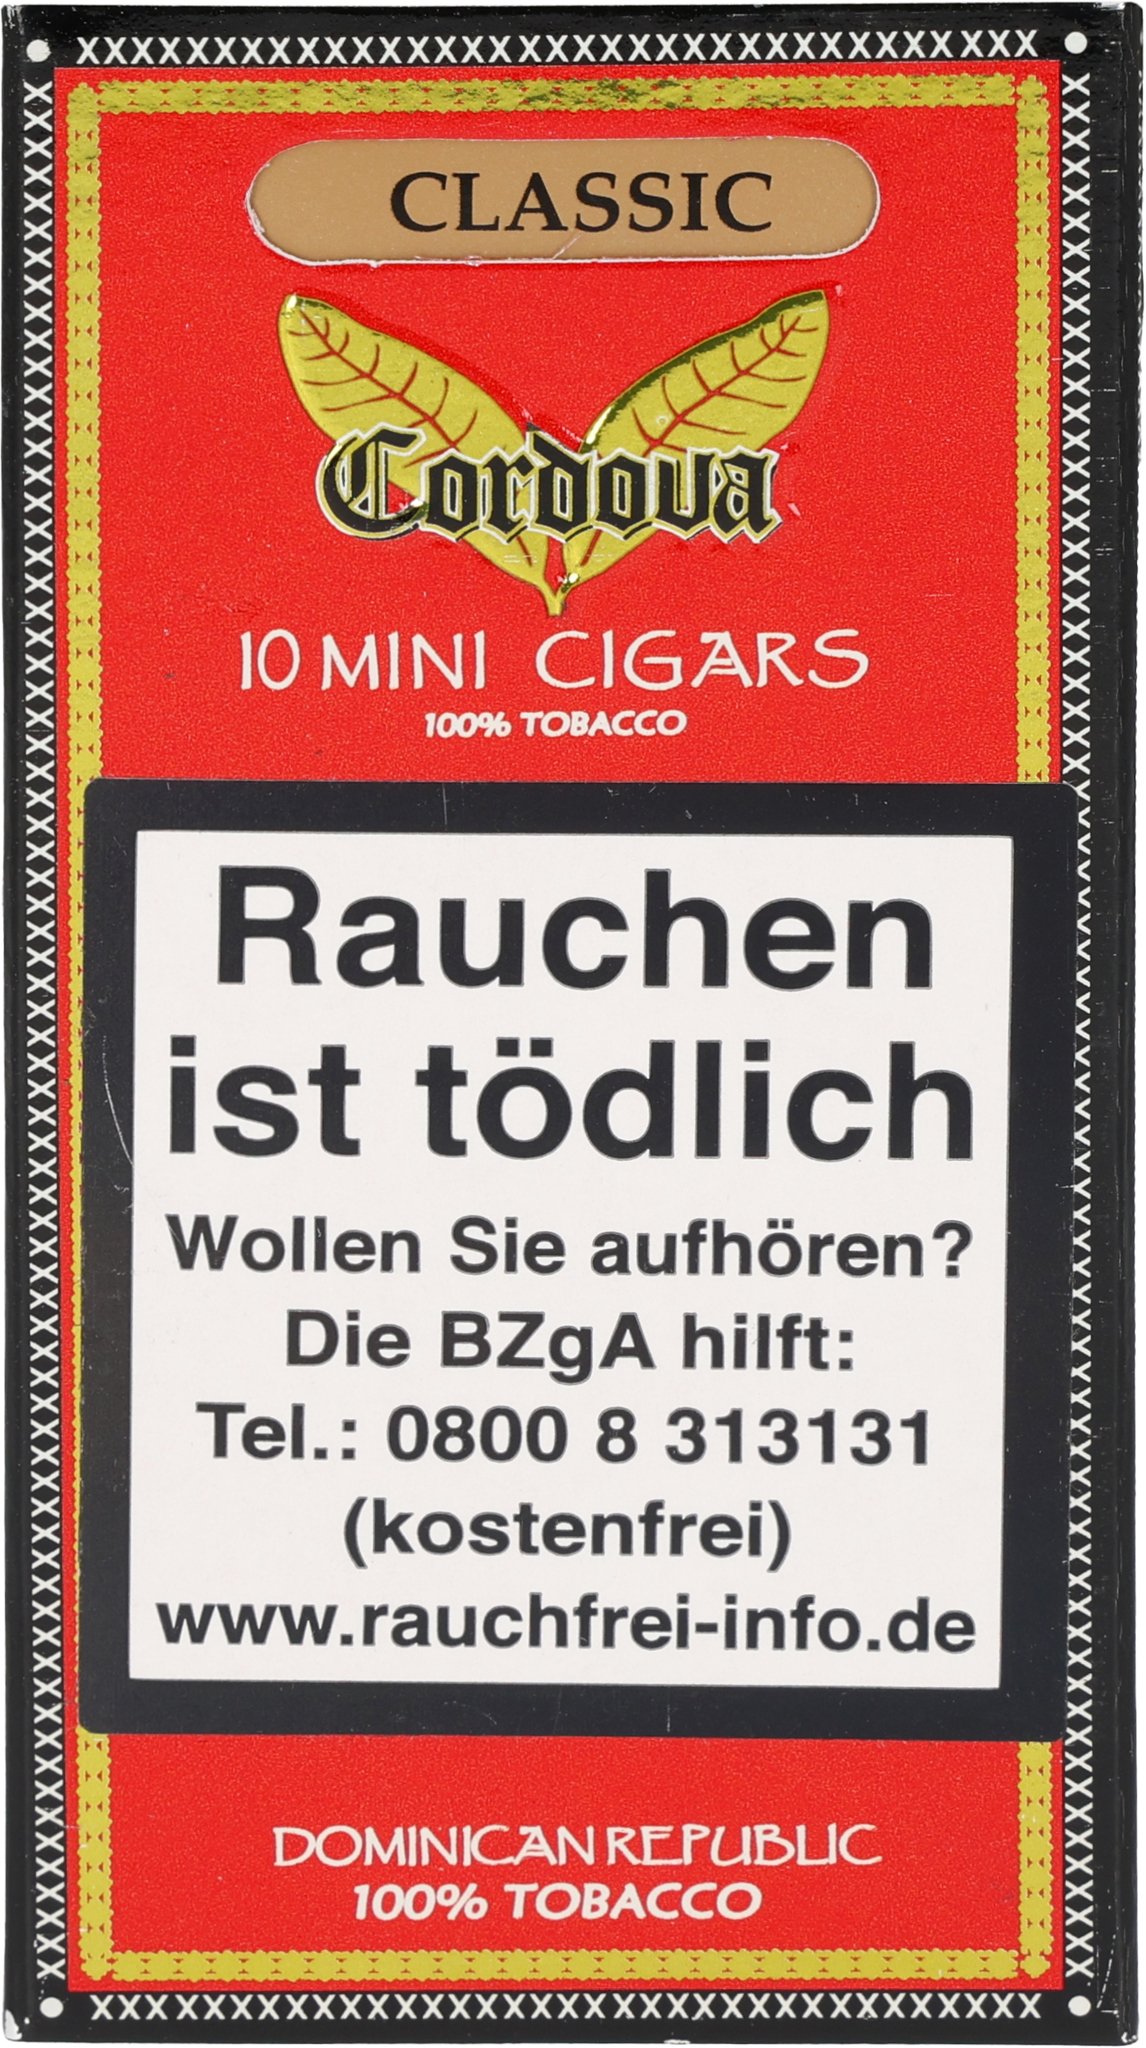 CLASSIC
Cordova
10 MINI CIGARS
100% TOBACCO
Rauchen
ist tödlich
Wollen Sie aufhören?
Die BZgA hilft:
Tel.: 0800 8 313131
(kostenfrei)
www.rauchfrei-info.de
DOMINICAN REPUBLIC
100% TOBACCO